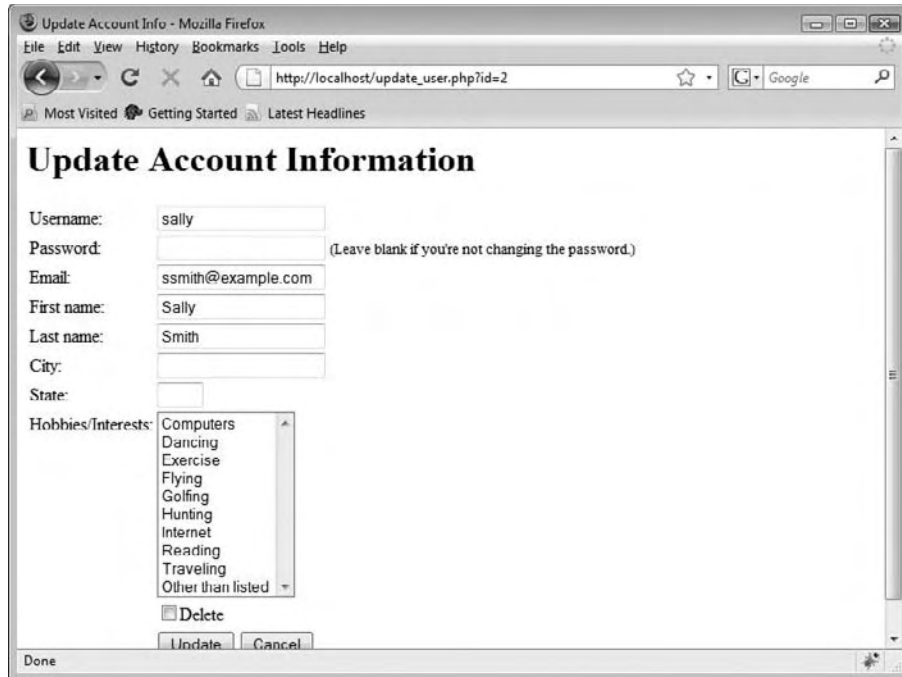 Update Account Info - Mozilla Firefox
File Edit View History Bookmarks Tools Help
http://localhost/update_user.php?id=2
G Google
Most Visited Getting Started Latest Headlines
Update Account Information
Username: sally
Password: (Leave blank if you're not changing the password.)
Email: ssmith@example.com
First name: Sally
Last name: Smith
City:
State:
Hobbies/Interests: Computers
Dancing
Exercise
Flying
Golfing
Hunting
Internet
Reading
Traveling
Other than listed
Delete
Update Cancel
Done